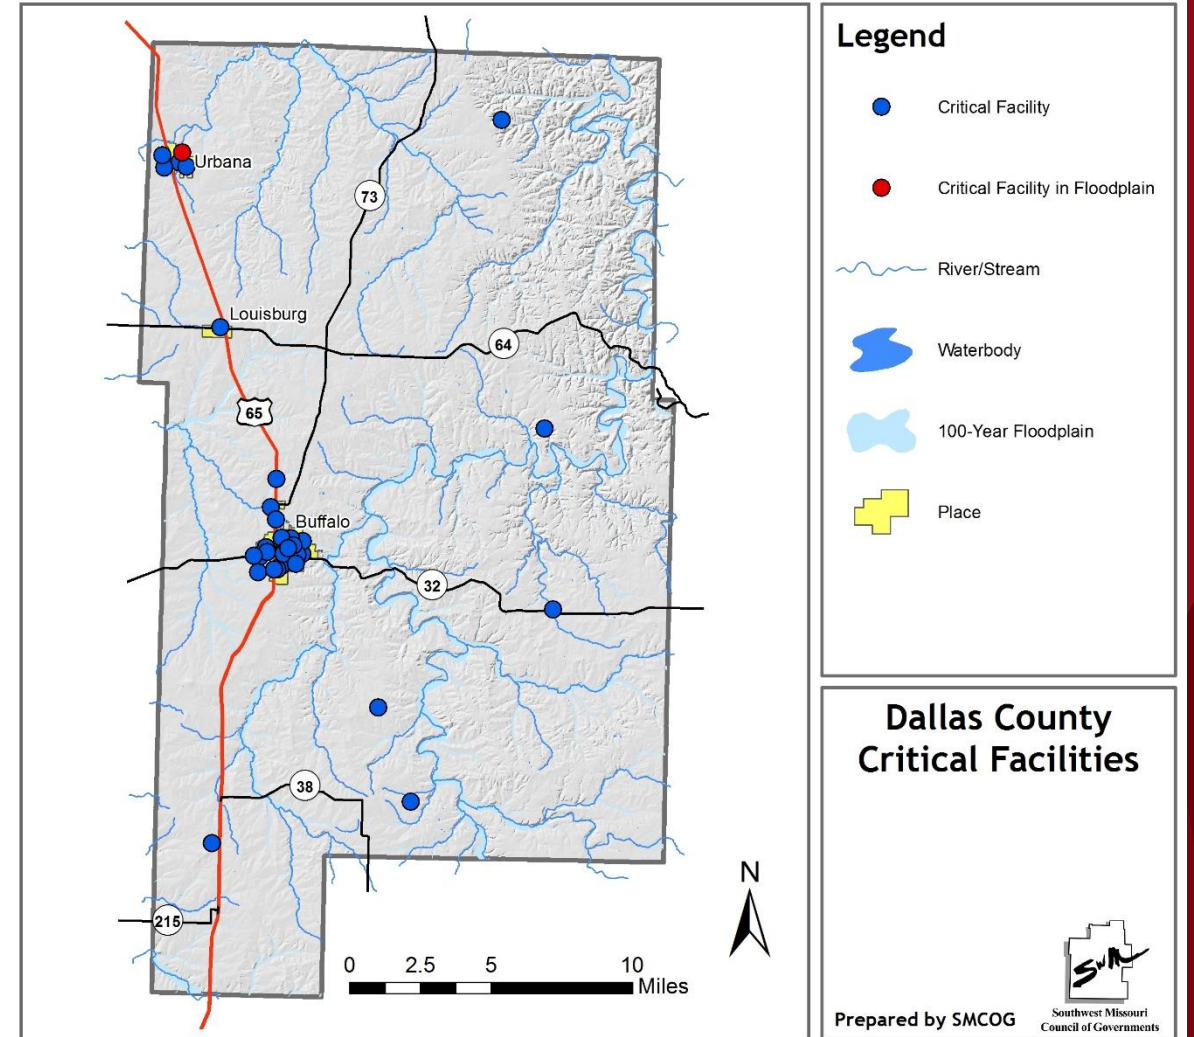 Urbana
73
Louisburg
64
65
Buffalo
32
38
215
N
0 2.5 5 10
Miles
Legend
Critical Facility
Critical Facility in Floodplain
River/Stream
Waterbody
100-Year Floodplain
Place
Dallas County
Critical Facilities
Prepared by SMCOG
Southwest Missouri
Council of Governments